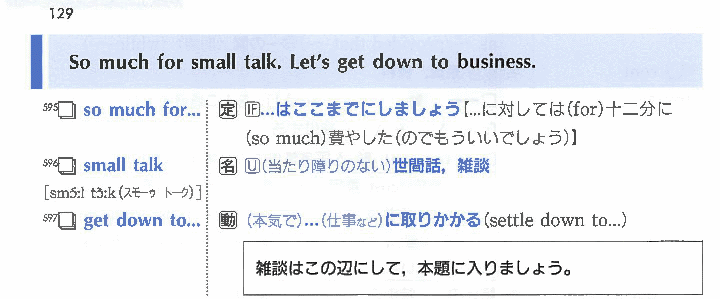 129
So much for small talk. Let's get down to business.
595 so much for... 定 IF...はここまでにしましょう【...に対しては(for)十二分に
(so much)費やした(のでもういいでしょう)】
596 small talk 名 U(当たり障りのない)世間話，雑談
[smɔ́:l tɔ̀:k(スモーゥ トーク)]
597 get down to... 動 (本気で)...(仕事など)に取りかかる(settle down to...)
雑談はこの辺にして，本題に入りましょう。